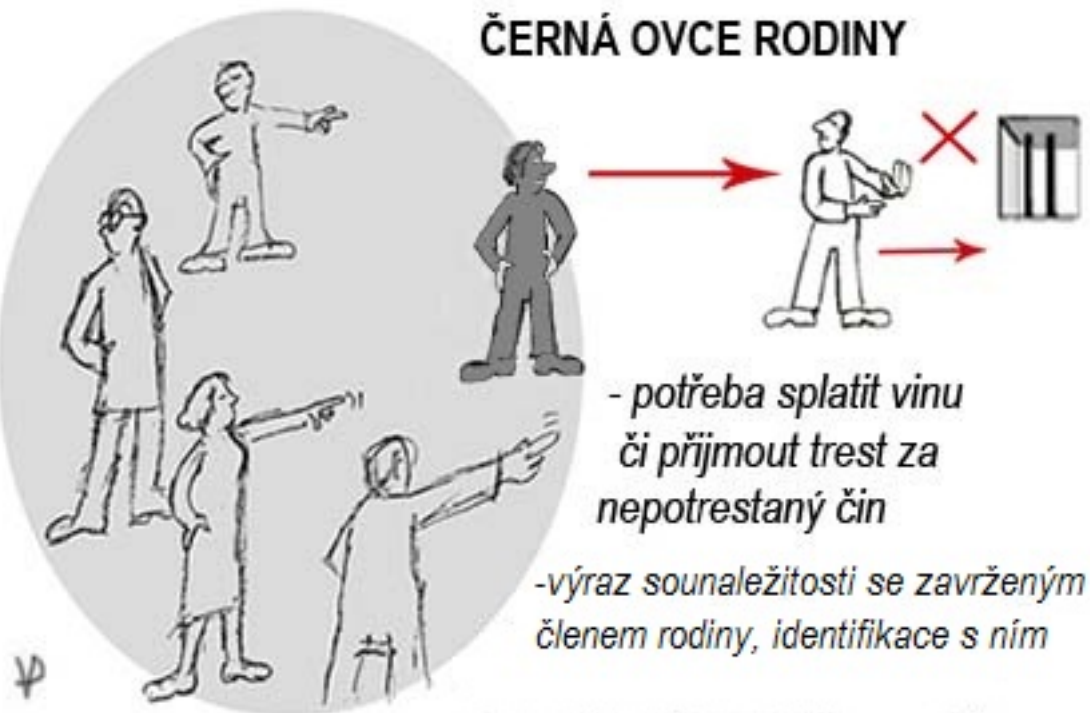 ČERNÁ OVCE RODINY
- potřeba splatit vinu
či přijmout trest za
nepotrestaný čin
-výraz sounaležitosti se zavrženým
členem rodiny, identifikace s ním